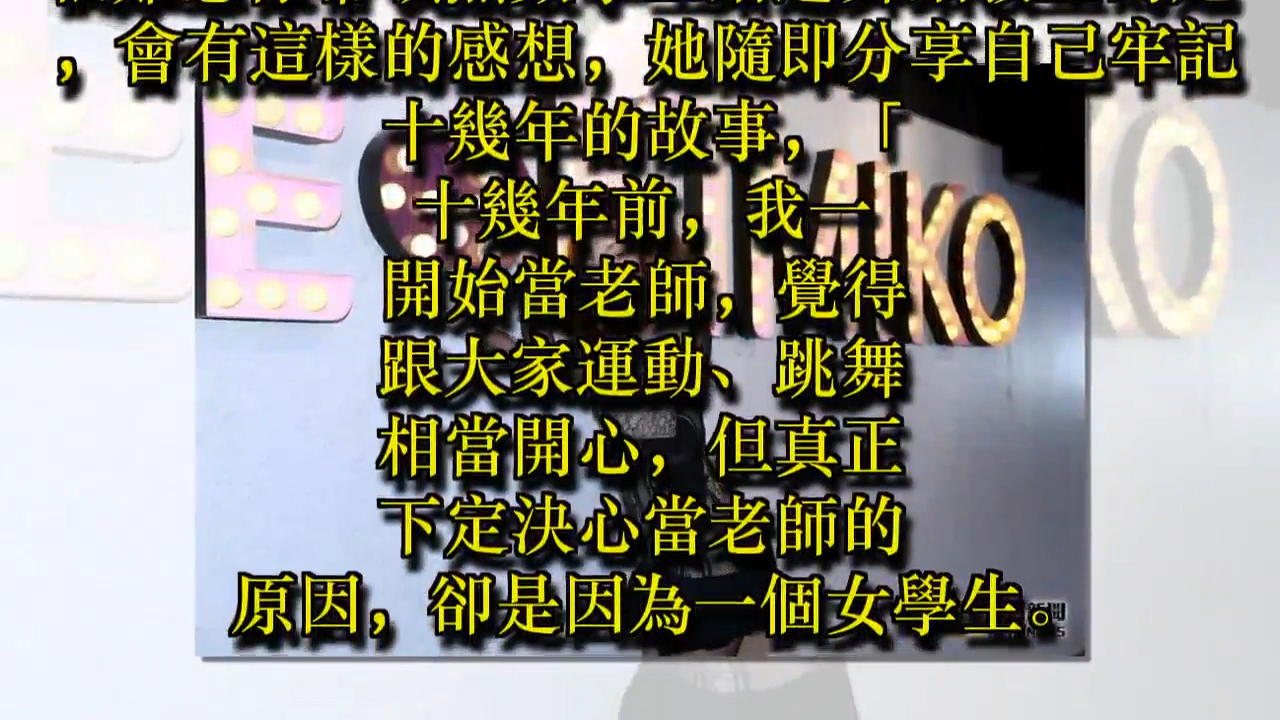 ，會有這樣的感想，她隨即分享自己牢記
十幾年的故事，「
十幾年前，我一
開始當老師，覺得
跟大家運動、跳舞
相當開心，但真正
下定決心當老師的
原因，卻是因為一個女學生。